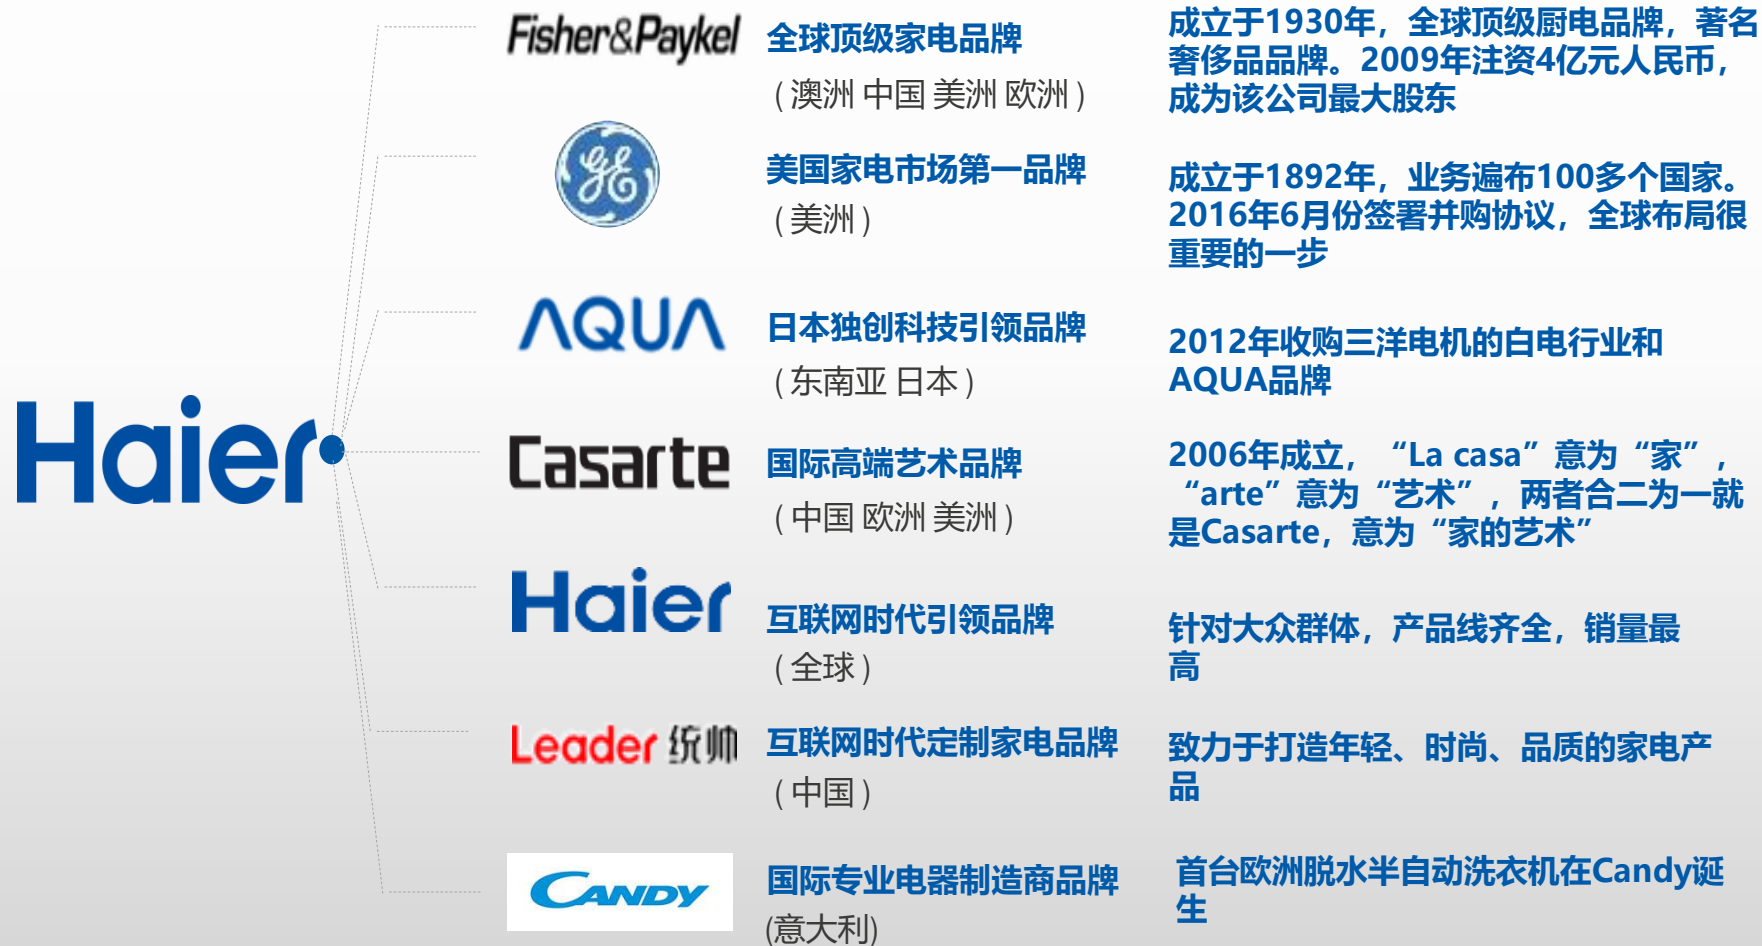 Haier
Fisher&Paykel
全球顶级家电品牌
（澳洲 中国 美洲 欧洲）
成立于1930年，全球顶级厨电品牌，著名
奢侈品品牌。2009年注资4亿元人民币，
成为该公司最大股东
GE
美国家电市场第一品牌
（美洲）
成立于1892年，业务遍布100多个国家。
2016年6月份签署并购协议，全球布局很
重要的一步
AQUA
日本独创科技引领品牌
（东南亚 日本）
2012年收购三洋电机的白电行业和
AQUA品牌
Casarte
国际高端艺术品牌
（中国 欧洲 美洲）
2006年成立，“La casa”意为“家”，
“arte”意为“艺术”，两者合二为一就
是Casarte，意为“家的艺术”
Haier
互联网时代引领品牌
（全球）
针对大众群体，产品线齐全，销量最
高
Leader 统帅
互联网时代定制家电品牌
（中国）
致力于打造年轻、时尚、品质的家电产
品
CANDY
国际专业电器制造商品牌
(意大利)
首台欧洲脱水半自动洗衣机在Candy诞
生